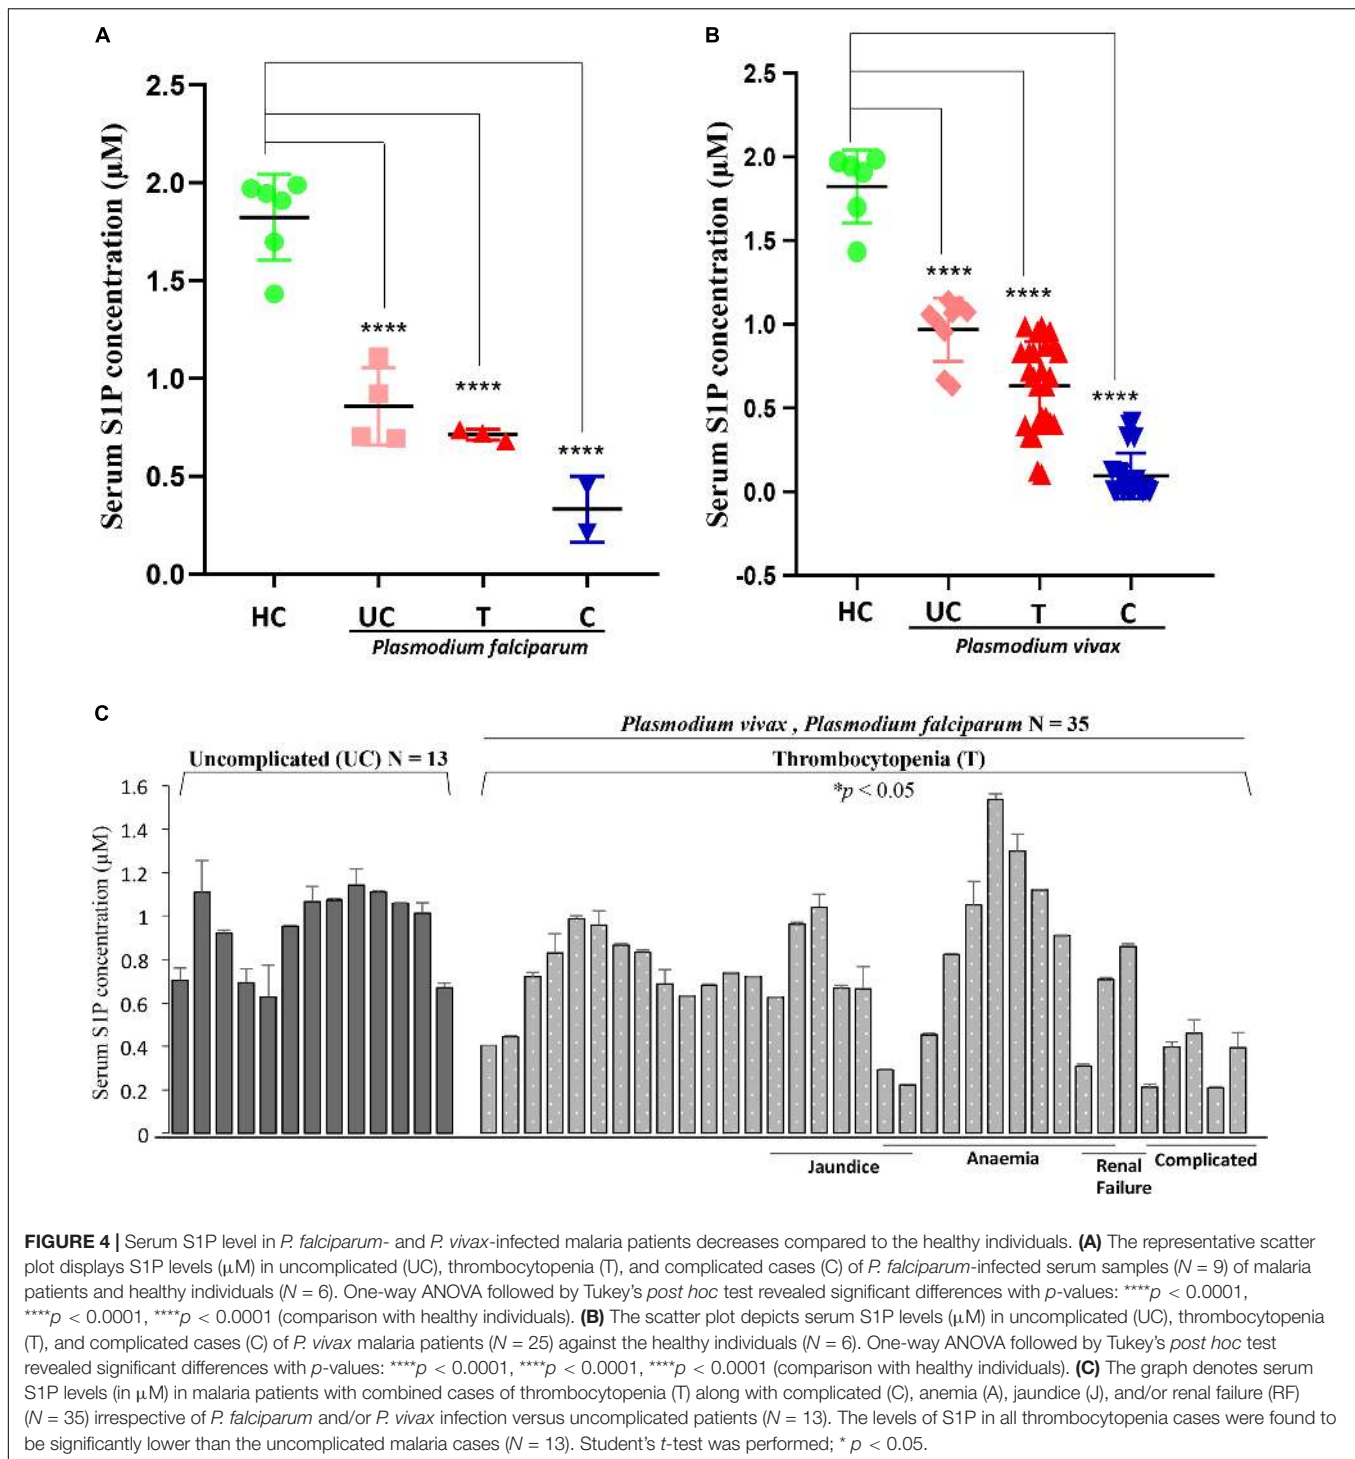 A
Serum S1P concentration (µM)
2.5
2.0
1.5
1.0
0.5
0.0
****
****
****
HC UC T C
Plasmodium falciparum
B
Serum S1P concentration (µM)
2.5
2.0
1.5
1.0
0.5
0.0
-0.5
****
****
****
HC UC T C
Plasmodium vivax
C
Plasmodium vivax , Plasmodium falciparum N = 35
Uncomplicated (UC) N = 13
Thrombocytopenia (T)
*p < 0.05
Serum S1P concentration (µM)
1.6
1.4
1.2
1
0.8
0.6
0.4
0.2
0
Jaundice
Anaemia
Renal
Failure
Complicated
FIGURE 4 | Serum S1P level in P. falciparum- and P. vivax-infected malaria patients decreases compared to the healthy individuals. (A) The representative scatter
plot displays S1P levels (µM) in uncomplicated (UC), thrombocytopenia (T), and complicated cases (C) of P. falciparum-infected serum samples (N = 9) of malaria
patients and healthy individuals (N = 6). One-way ANOVA followed by Tukey's post hoc test revealed significant differences with p-values: ****p < 0.0001,
****p < 0.0001, ****p < 0.0001 (comparison with healthy individuals). (B) The scatter plot depicts serum S1P levels (µM) in uncomplicated (UC), thrombocytopenia
(T), and complicated cases (C) of P. vivax malaria patients (N = 25) against the healthy individuals (N = 6). One-way ANOVA followed by Tukey's post hoc test
revealed significant differences with p-values: ****p < 0.0001, ****p < 0.0001, ****p < 0.0001 (comparison with healthy individuals). (C) The graph denotes serum
S1P levels (in µM) in malaria patients with combined cases of thrombocytopenia (T) along with complicated (C), anemia (A), jaundice (J), and/or renal failure (RF)
(N = 35) irrespective of P. falciparum and/or P. vivax infection versus uncomplicated patients (N = 13). The levels of S1P in all thrombocytopenia cases were found to
be significantly lower than the uncomplicated malaria cases (N = 13). Student's t-test was performed; * p < 0.05.